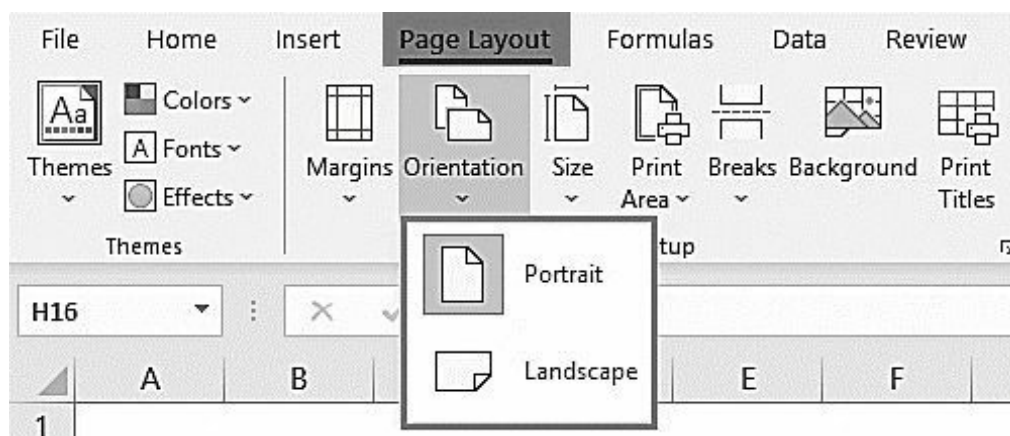 File Home Insert Page Layout Formulas Data Review
Aa Colors
A Fonts
Themes Effects Margins Orientation Size Print Area Breaks Background Print Titles
Themes tup
Portrait
H16
Landscape
A B E F
1